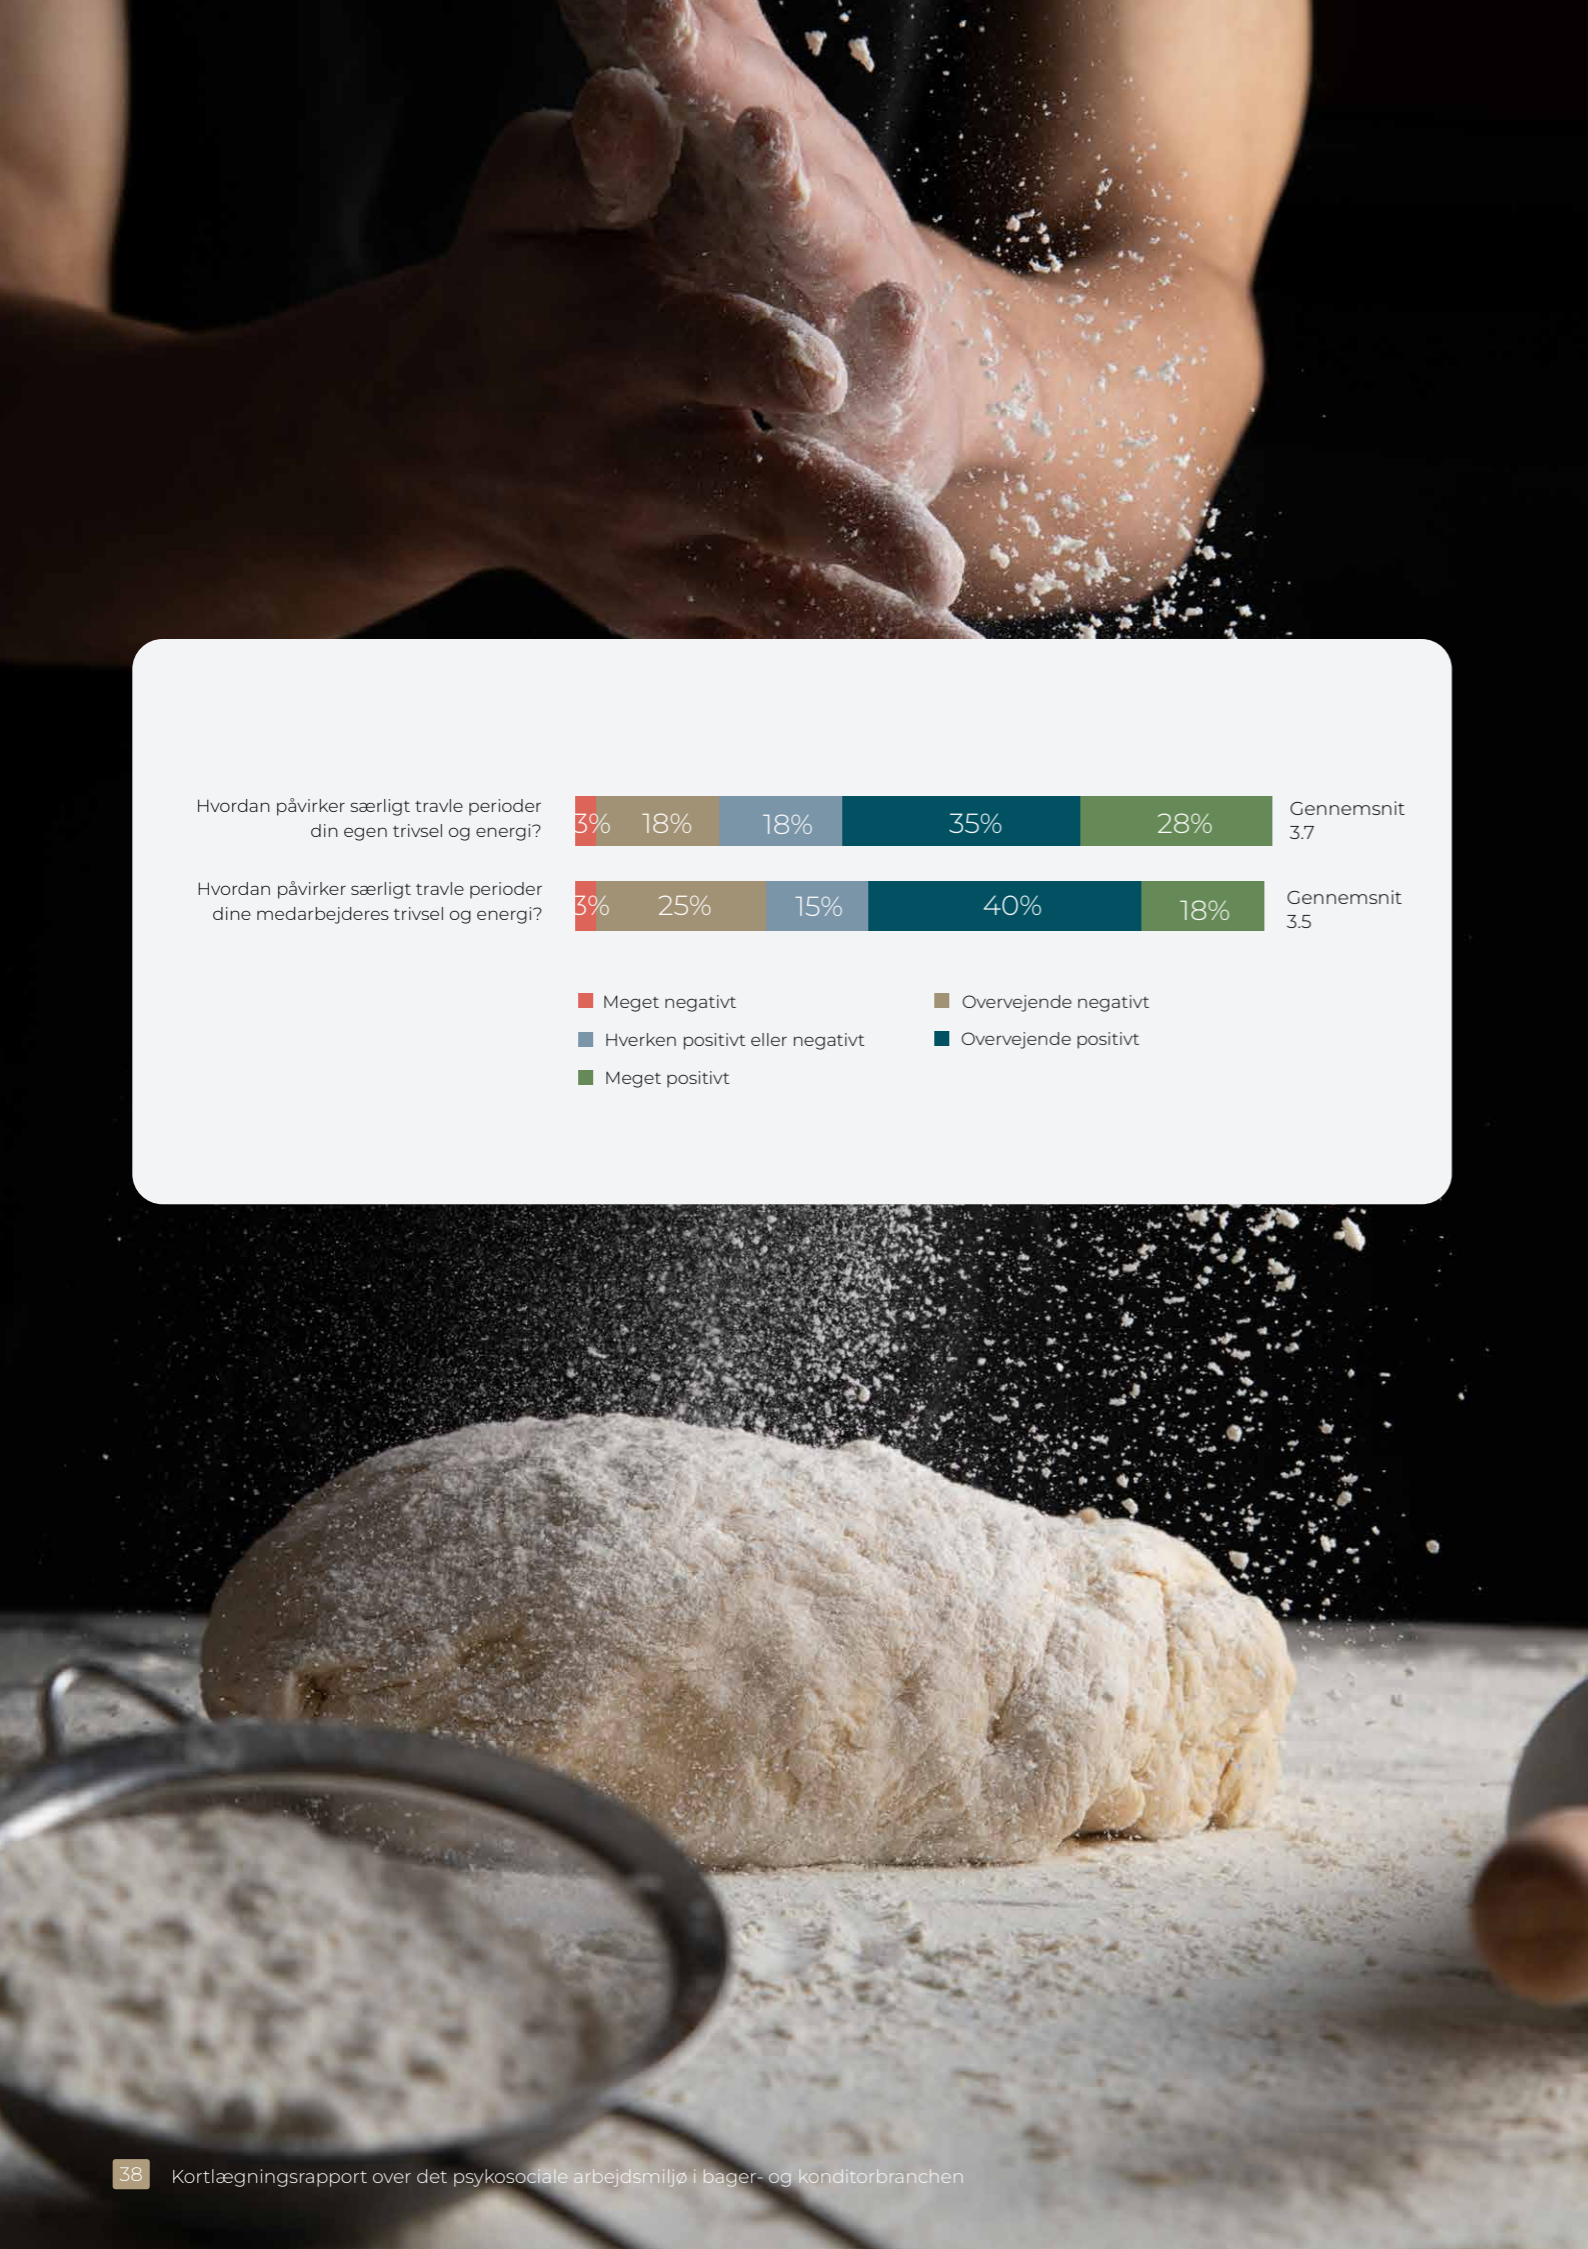 Hvordan påvirker særligt travle perioder
din egen trivsel og energi?
3% 18% 18% 35% 28%
Gennemsnit
3.7
Hvordan påvirker særligt travle perioder
dine medarbejderes trivsel og energi?
3% 25% 15% 40% 18%
Gennemsnit
3.5
Meget negativt
Overvejende negativt
Hverken positivt eller negativt
Overvejende positivt
Meget positivt
38 Kortlægningsrapport over det psykosociale arbejdsmiljø i bager- og konditorbranchen